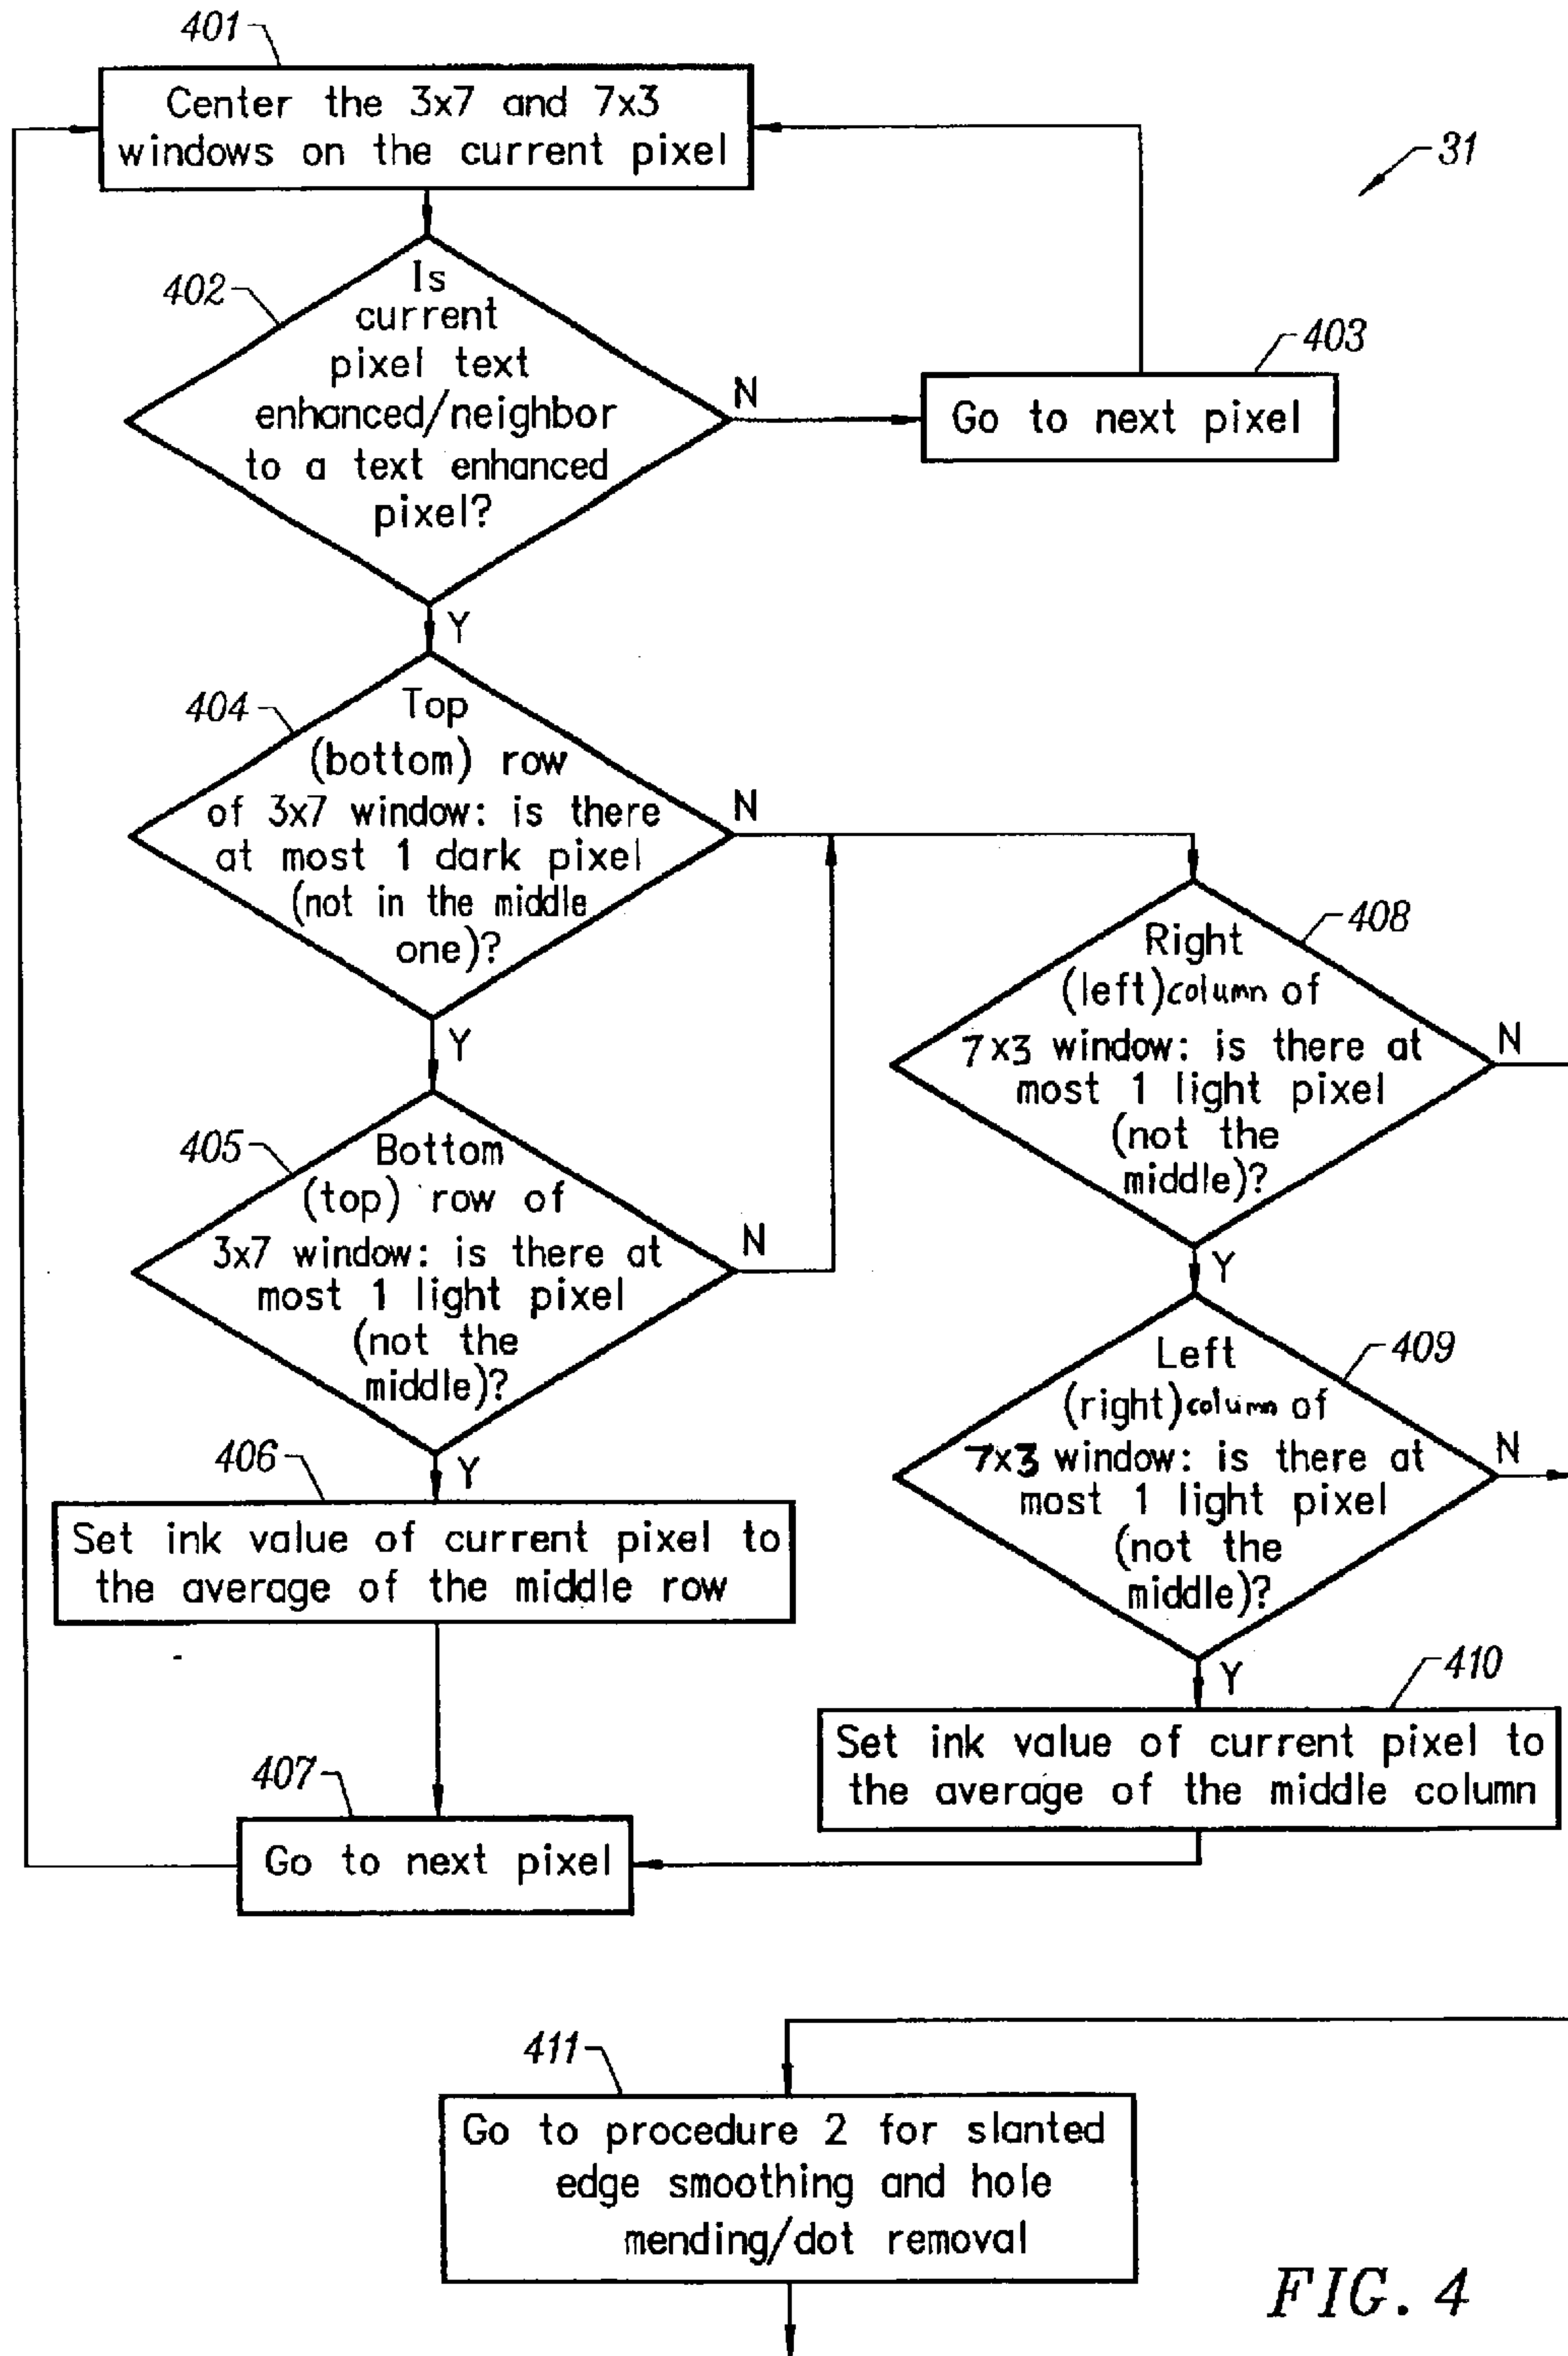 401
Center the 3x7 and 7x3
windows on the current pixel
31
402
Is
current
pixel text
enhanced/neighbor
to a text enhanced
pixel?
N
403
Go to next pixel
Y
404
Top
(bottom) row
of 3x7 window: is there
at most 1 dark pixel
(not in the middle
one)?
N
Y
405
Bottom
(top) row of
3x7 window: is there at
most 1 light pixel
(not the
middle)?
N
Y
406
Set ink value of current pixel to
the average of the middle row
407
Go to next pixel
408
Right
(left)column of
7x3 window: is there at
most 1 light pixel
(not the
middle)?
N
Y
409
Left
(right)column of
7x3 window: is there at
most 1 light pixel
(not the
middle)?
N
Y
410
Set ink value of current pixel to
the average of the middle column
411
Go to procedure 2 for slanted
edge smoothing and hole
mending/dot removal
FIG. 4